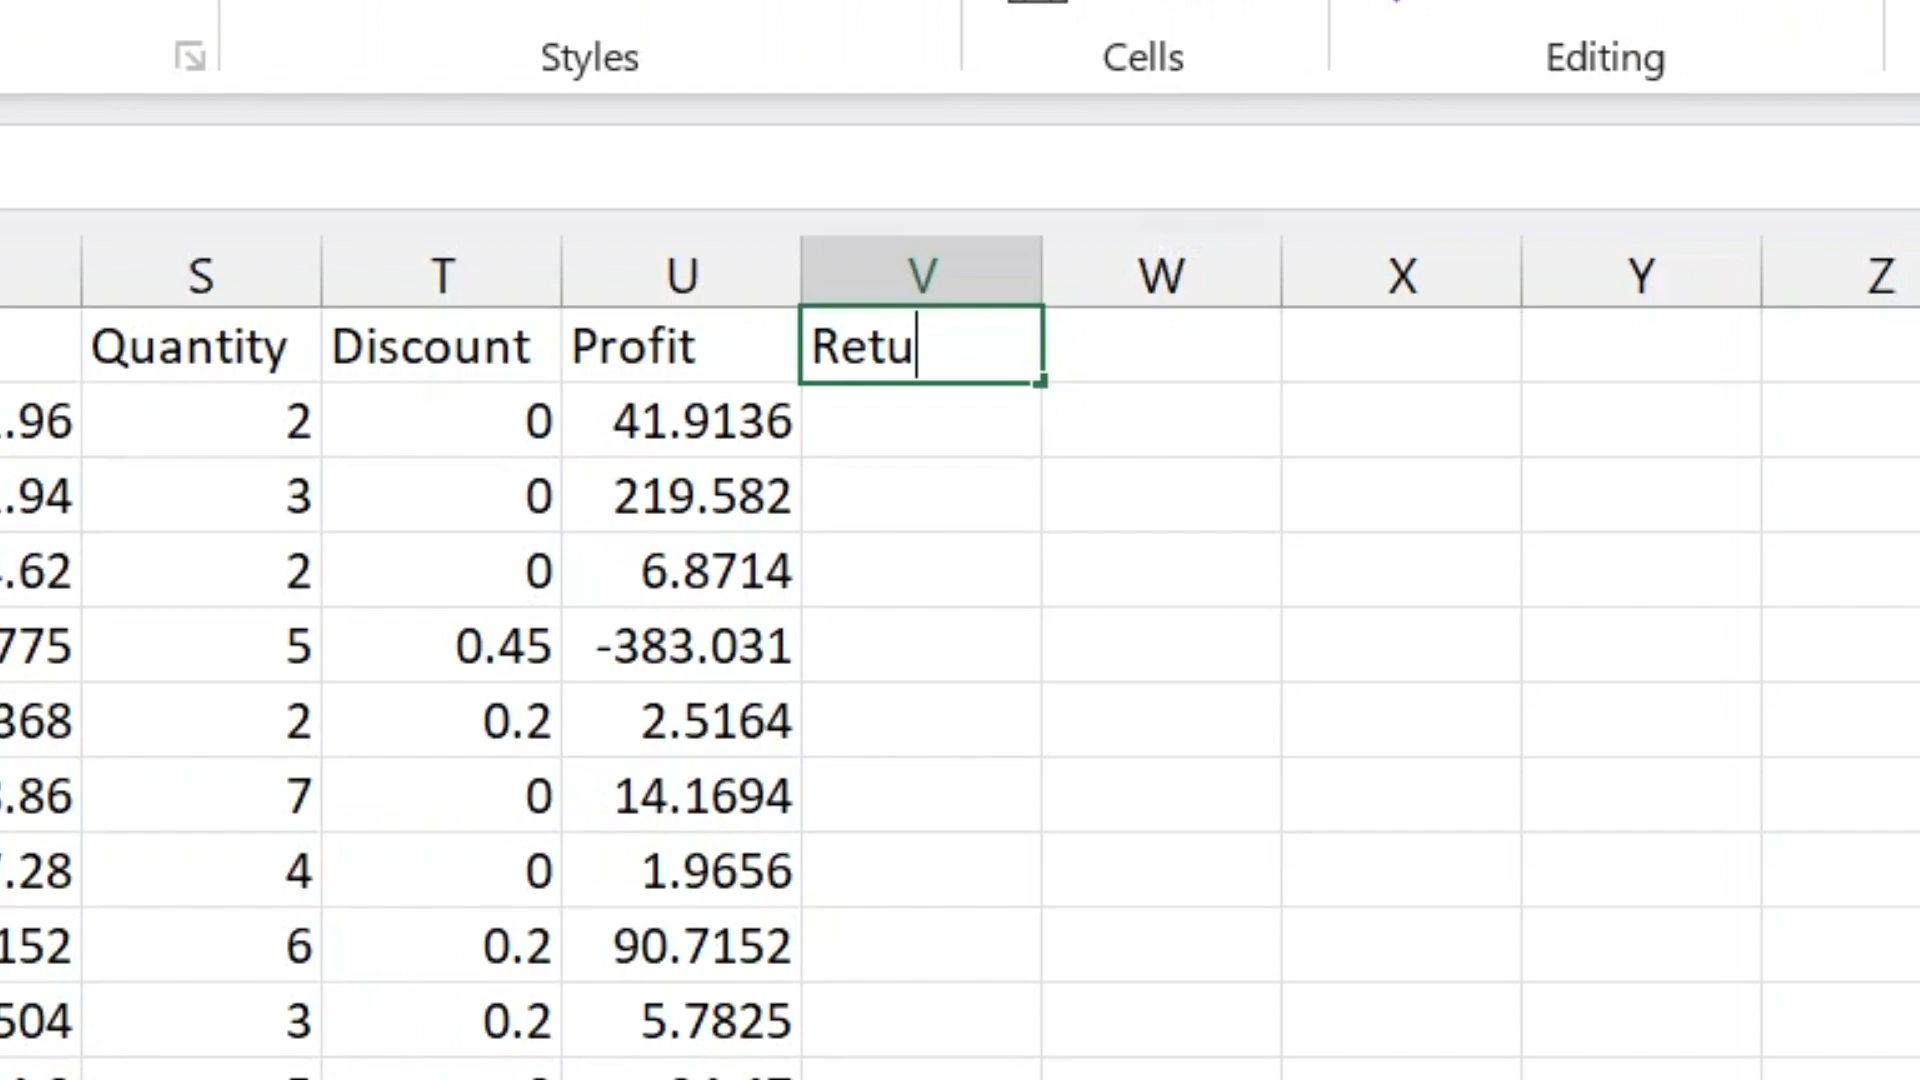 Styles Cells Editing
S T U V W X Y Z
Quantity Discount Profit Retu
.96 2 0 41.9136
.94 3 0 219.582
.62 2 0 6.8714
775 5 0.45 -383.031
368 2 0.2 2.5164
.86 7 0 14.1694
.28 4 0 1.9656
152 6 0.2 90.7152
504 3 0.2 5.7825